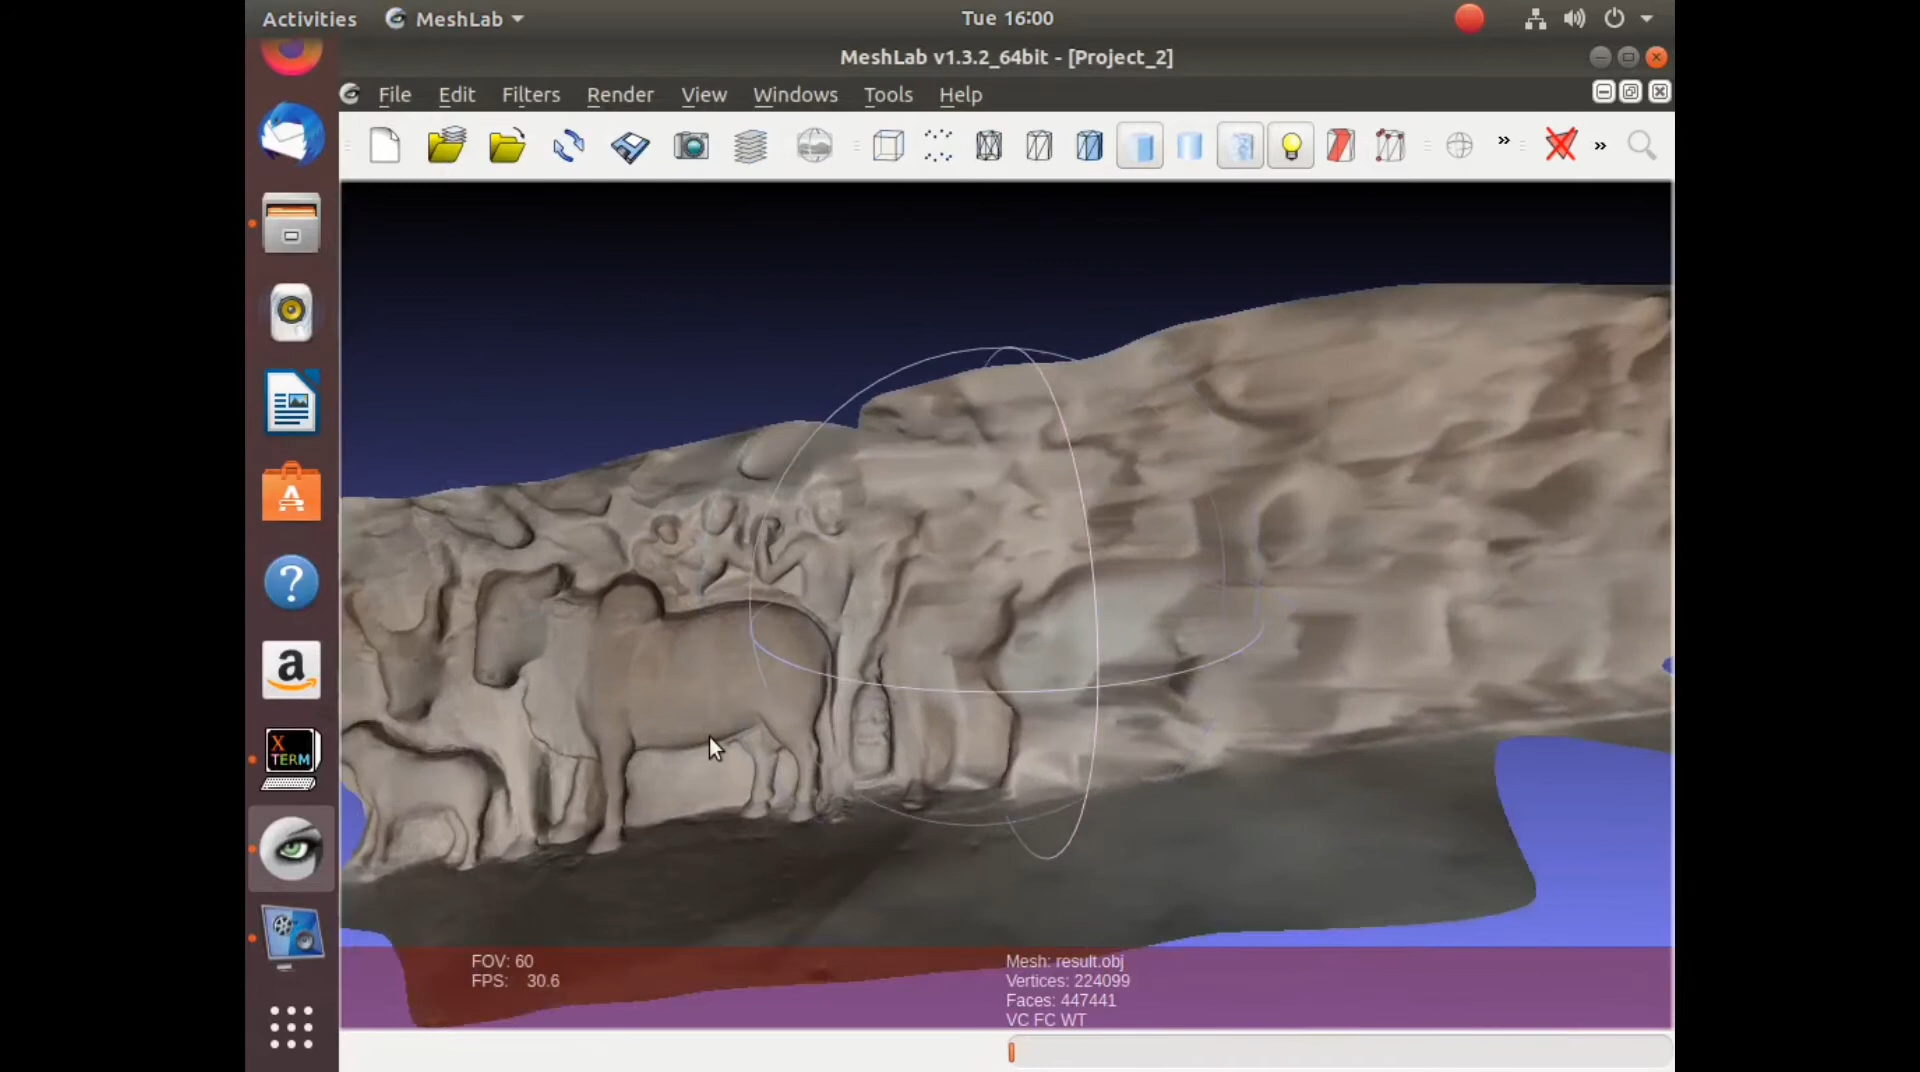 Activities
MeshLab
Tue 16:00
MeshLab v1.3.2_64bit - [Project_2]
File Edit Filters Render View Windows Tools Help
A
?
a
X
TERM
FOV: 60
FPS: 30.6
Mesh: result.obj
Vertices: 224099
Faces: 447441
VC FC WT